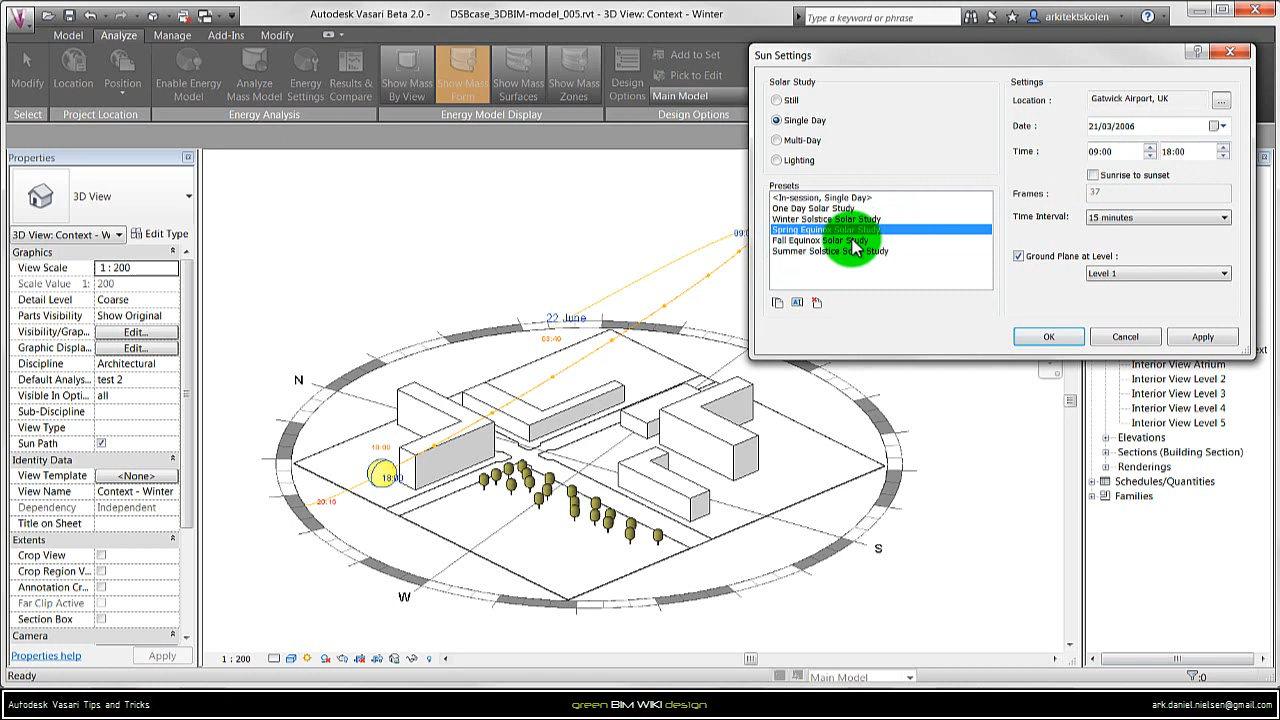 Autodesk Vasari Beta 2.0 - DSBcase_3DBIM-model_005.rvt - 3D View: Context - Winter
Type a keyword or phrase
arkitektskolen
Model Analyze Manage Add-Ins Modify
Modify
Location
Position
Enable Energy Model
Analyze Mass Model
Energy Settings
Results & Compare
Show Mass By View
Show Mass Form
Show Mass Surfaces
Show Mass Zones
Design Options
Add to Set
Pick to Edit
Main Model
Select
Project Location
Energy Analysis
Energy Model Display
Design Options
Properties
3D View
3D View: Context - W
Edit Type
Graphics
View Scale 1 : 200
Scale Value 1: 200
Detail Level Coarse
Parts Visibility Show Original
Visibility/Grap... Edit...
Graphic Displa... Edit...
Discipline Architectural
Default Analys... test 2
Visible In Opti... all
Sub-Discipline
View Type
Sun Path
Identity Data
View Template <None>
View Name Context - Winter
Dependency Independent
Title on Sheet
Extents
Crop View
Crop Region V...
Annotation Cr...
Far Clip Active
Section Box
Camera
Properties help
Apply
09:0
22 June
03:40
N
18:00
18:00
20:10
S
W
1 : 200
Sun Settings
Solar Study
Still
Single Day
Multi-Day
Lighting
Presets
<In-session, Single Day>
One Day Solar Study
Winter Solstice Solar Study
Spring Equinox Solar Study
Fall Equinox Solar Study
Summer Solstice Solar Study
Settings
Location : Gatwick Airport, UK
Date : 21/03/2006
Time : 09:00 18:00
Sunrise to sunset
Frames : 37
Time Interval: 15 minutes
Ground Plane at Level :
Level 1
OK Cancel Apply
Interior View Atrium
Interior View Level 2
Interior View Level 3
Interior View Level 4
Interior View Level 5
Elevations
Sections (Building Section)
Renderings
Schedules/Quantities
Families
Ready
Main Model
:0
Autodesk Vasari Tips and Tricks
green BIM WIKI design
ark.daniel.nielsen@gmail.com